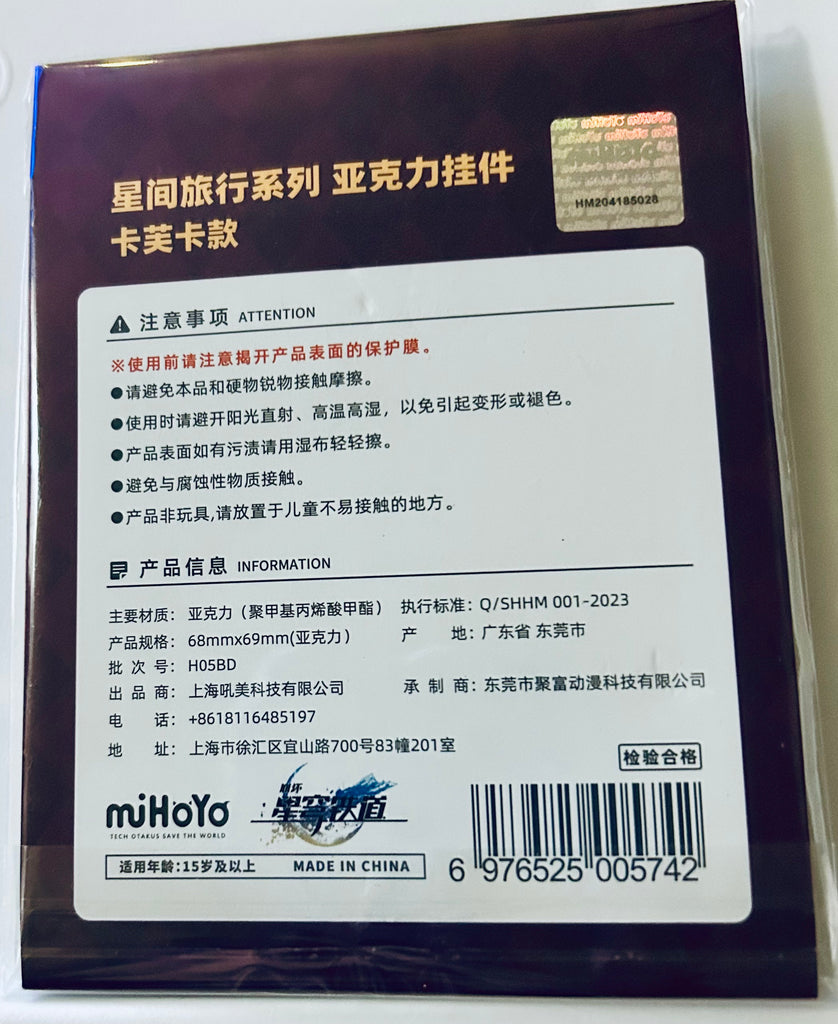 星间旅行系列 亚克力挂件
卡芙卡款
HM204185028
注意事项 ATTENTION
※使用前请注意揭开产品表面的保护膜。
●请避免本品和硬物锐物接触摩擦。
●使用时请避开阳光直射、高温高湿，以免引起变形或褪色。
●产品表面如有污渍请用湿布轻轻擦。
●避免与腐蚀性物质接触。
●产品非玩具,请放置于儿童不易接触的地方。
产品信息 INFORMATION
主要材质： 亚克力（聚甲基丙烯酸甲酯） 执行标准：Q/SHHM 001-2023
产品规格： 68mmx69mm(亚克力） 产 地：广东省 东莞市
批 次 号： H05BD
出 品 商： 上海吼美科技有限公司 承 制 商：东莞市聚富动漫科技有限公司
电 话： +8618116485197
地 址： 上海市徐汇区宜山路700号83幢201室
检验合格
miHoYo
TECH OTAKUS SAVE THE WORLD
崩坏
星穹铁道
适用年龄:15岁及以上 MADE IN CHINA
6 976525 005742